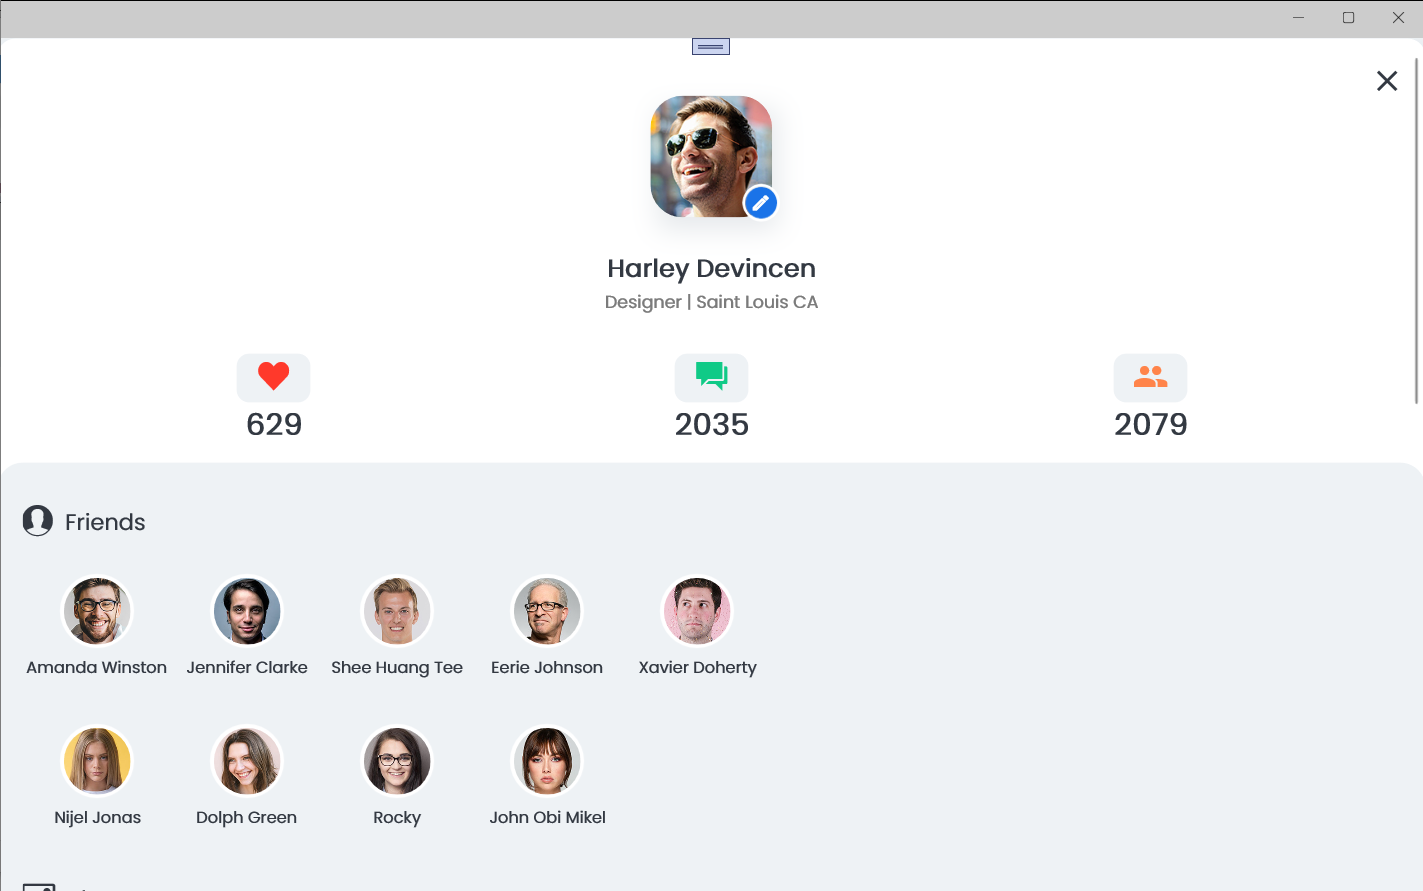 Harley Devincen
Designer | Saint Louis CA
629 2035 2079
Friends
Amanda Winston Jennifer Clarke Shee Huang Tee Eerie Johnson Xavier Doherty
Nijel Jonas Dolph Green Rocky John Obi Mikel